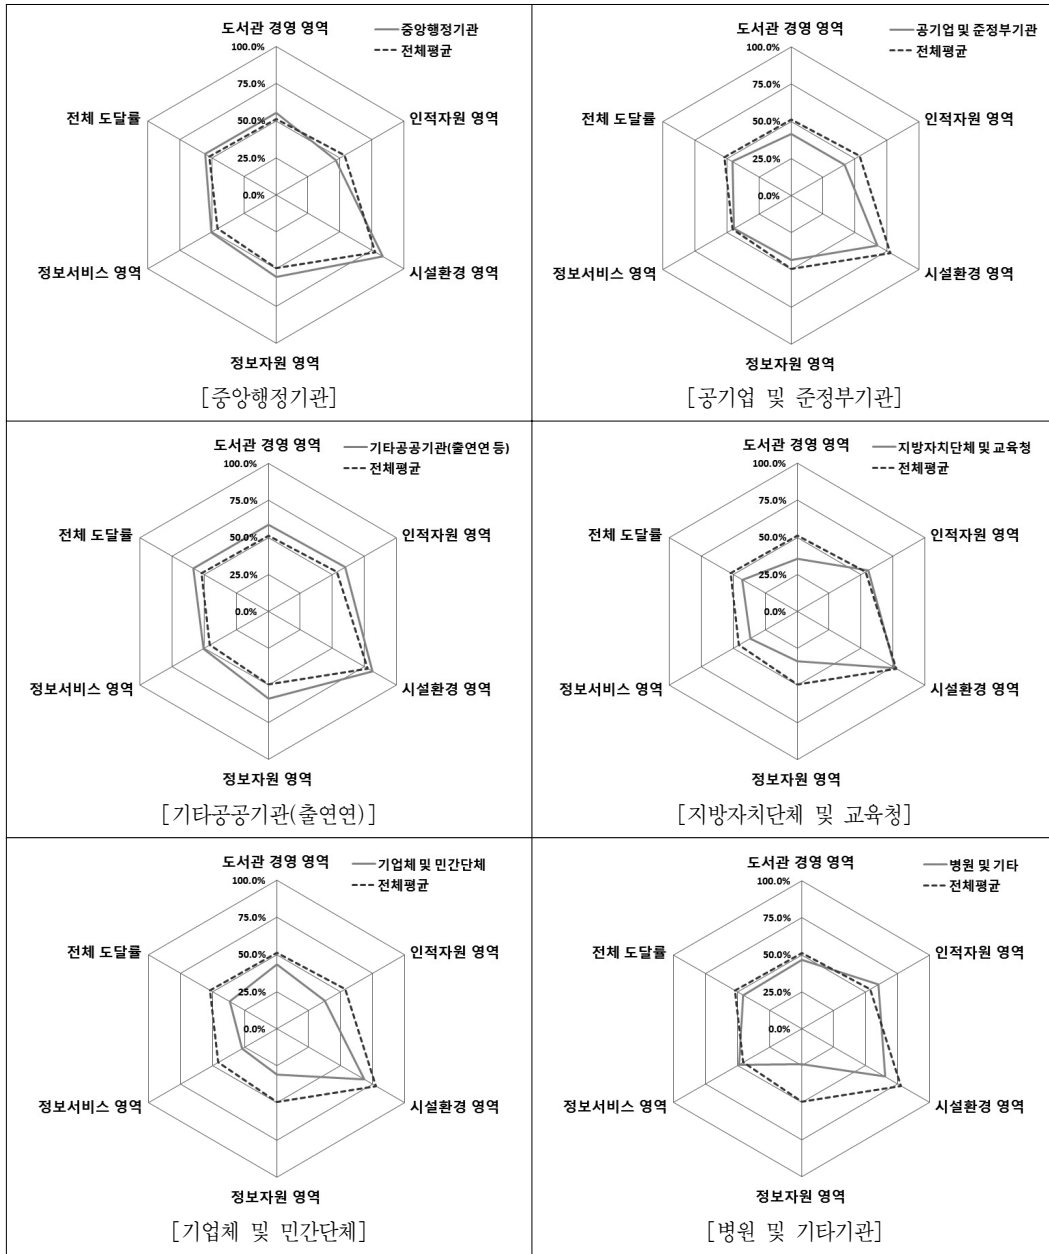 도서관 경영 영역
중앙행정기관
전체평균
100.0%
75.0%
50.0%
25.0%
0.0%
전체 도달률
인적자원 영역
정보서비스 영역
시설환경 영역
정보자원 영역
[중앙행정기관]
도서관 경영 영역
공기업 및 준정부기관
전체평균
100.0%
75.0%
50.0%
25.0%
0.0%
전체 도달률
인적자원 영역
정보서비스 영역
시설환경 영역
정보자원 영역
[공기업 및 준정부기관]
도서관 경영 영역
기타공공기관(출연연 등)
전체평균
100.0%
75.0%
50.0%
25.0%
0.0%
전체 도달률
인적자원 영역
정보서비스 영역
시설환경 영역
정보자원 영역
[기타공공기관(출연연)]
도서관 경영 영역
지방자치단체 및 교육청
전체평균
100.0%
75.0%
50.0%
25.0%
0.0%
전체 도달률
인적자원 영역
정보서비스 영역
시설환경 영역
정보자원 영역
[지방자치단체 및 교육청]
도서관 경영 영역
기업체 및 민간단체
전체평균
100.0%
75.0%
50.0%
25.0%
0.0%
전체 도달률
인적자원 영역
정보서비스 영역
시설환경 영역
정보자원 영역
[기업체 및 민간단체]
도서관 경영 영역
병원 및 기타
전체평균
100.0%
75.0%
50.0%
25.0%
0.0%
전체 도달률
인적자원 영역
정보서비스 영역
시설환경 영역
정보자원 영역
[병원 및 기타기관]